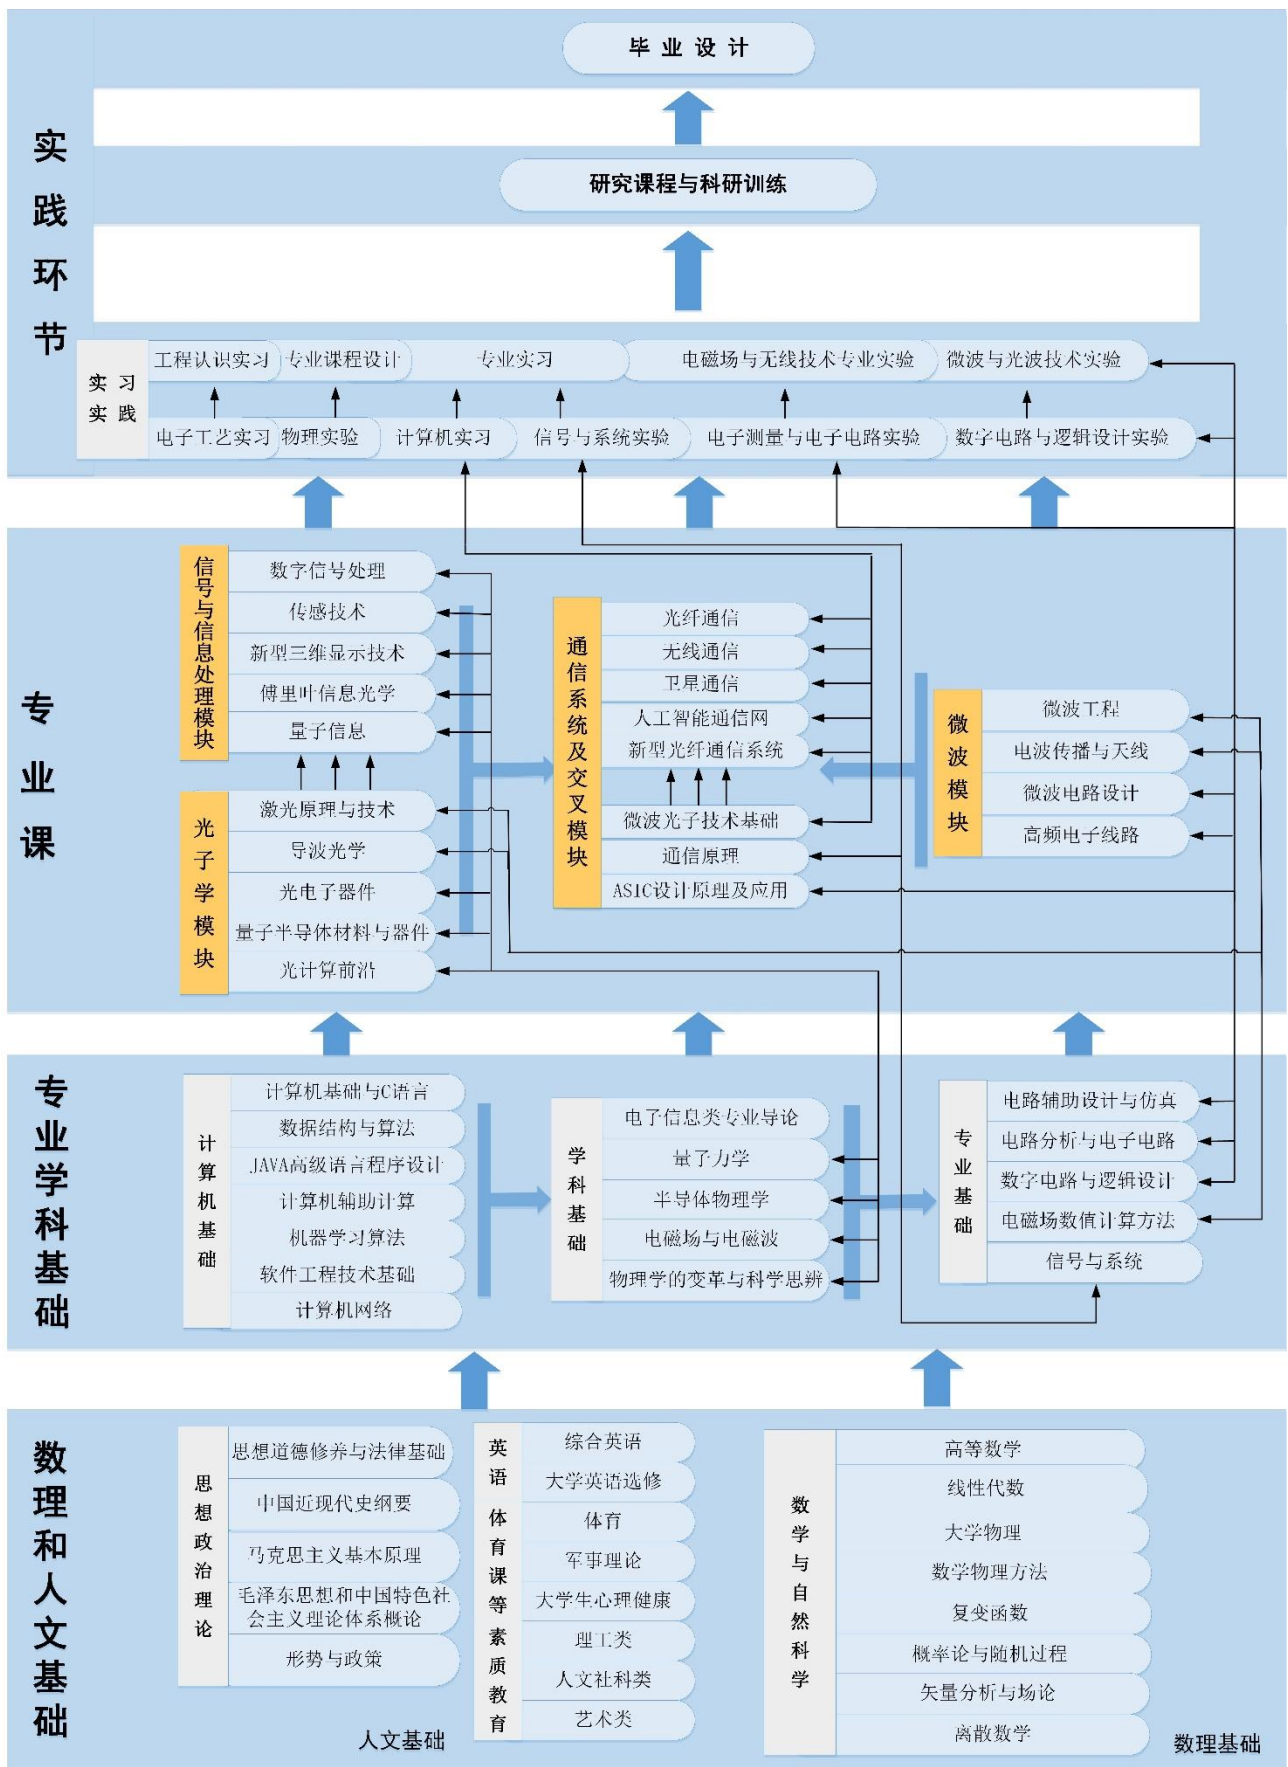 毕业设计
实践环节
研究课程与科研训练
实习
实践
工程认识实习
专业课程设计
专业实习
电磁场与无线技术专业实验
微波与光波技术实验
电子工艺实习
物理实验
计算机实习
信号与系统实验
电子测量与电子电路实验
数字电路与逻辑设计实验
专业课
信号与信息处理模块
数字信号处理
传感技术
新型三维显示技术
傅里叶信息光学
量子信息
光子学模块
激光原理与技术
导波光学
光电子器件
量子半导体材料与器件
光计算前沿
通信系统及交叉模块
光纤通信
无线通信
卫星通信
人工智能通信网
新型光纤通信系统
微波光子技术基础
通信原理
ASIC设计原理及应用
微波模块
微波工程
电波传播与天线
微波电路设计
高频电子线路
专业学科基础
计算机基础
计算机基础与C语言
数据结构与算法
JAVA高级语言程序设计
计算机辅助计算
机器学习算法
软件工程技术基础
计算机网络
学科基础
电子信息类专业导论
量子力学
半导体物理学
电磁场与电磁波
物理学的变革与科学思辨
专业基础
电路辅助设计与仿真
电路分析与电子电路
数字电路与逻辑设计
电磁场数值计算方法
信号与系统
数理和人文基础
思想政治理论
思想道德修养与法律基础
中国近现代史纲要
马克思主义基本原理
毛泽东思想和中国特色社
会主义理论体系概论
形势与政策
人文基础
英语 体育课等素质教育
综合英语
大学英语选修
体育
军事理论
大学生心理健康
理工类
人文社科类
艺术类
数学与自然科学
高等数学
线性代数
大学物理
数学物理方法
复变函数
概率论与随机过程
矢量分析与场论
离散数学
数理基础